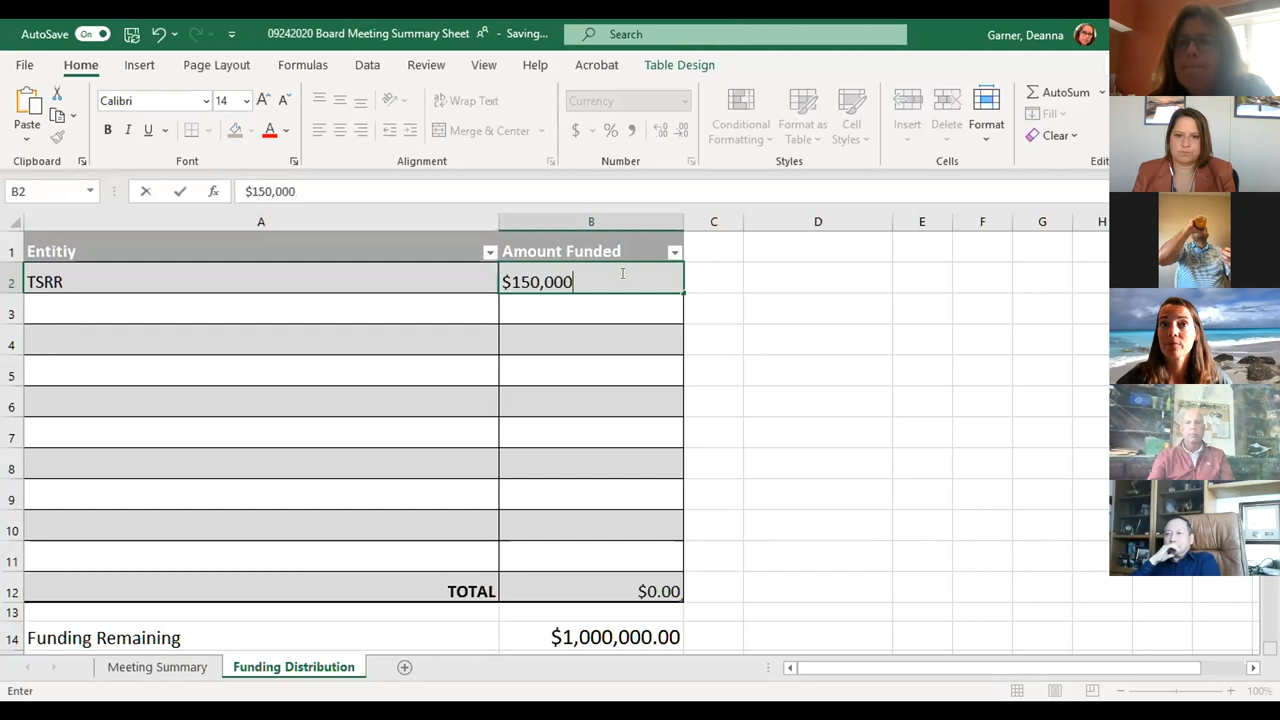 AutoSave On 09242020 Board Meeting Summary Sheet - Saving... Search Garner, Deanna
File Home Insert Page Layout Formulas Data Review View Help Acrobat Table Design
Paste Calibri 14 A A Wrap Text Currency Conditional Formatting Format as Table Cell Styles Insert Delete Format AutoSum
B I U A Merge & Center $ % Fill
Clear
Clipboard Font Alignment Number Styles Cells Edit
B2 fx $150,000
A B C D E F G H
1 Entitiy Amount Funded
2 TSRR $150,000
3
4
5
6
7
8
9
10
11
12 TOTAL $0.00
13
14 Funding Remaining $1,000,000.00
Meeting Summary Funding Distribution
Enter 100%